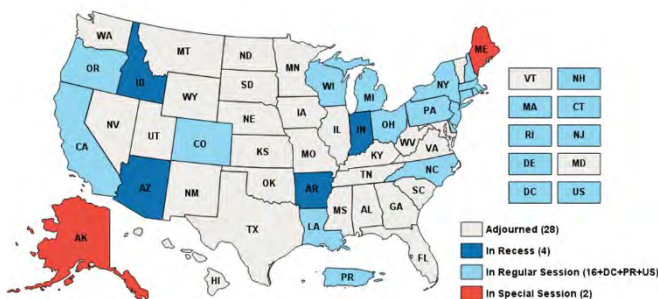 WA
MT
ND
MN
ME
OR
ID
SD
WI
NY
WY
MI
IA
PA
NE
NV
IL
IN
OH
UT
CO
WV
CA
KS
MO
KY
VA
NC
TN
AZ
OK
AR
NM
SC
MS
AL
GA
TX
LA
AK
FL
HI
PR
VT NH
MA CT
RI NJ
DE MD
DC US
Adjourned (28)
In Recess (4)
In Regular Session (16+DC+PR+US)
In Special Session (2)